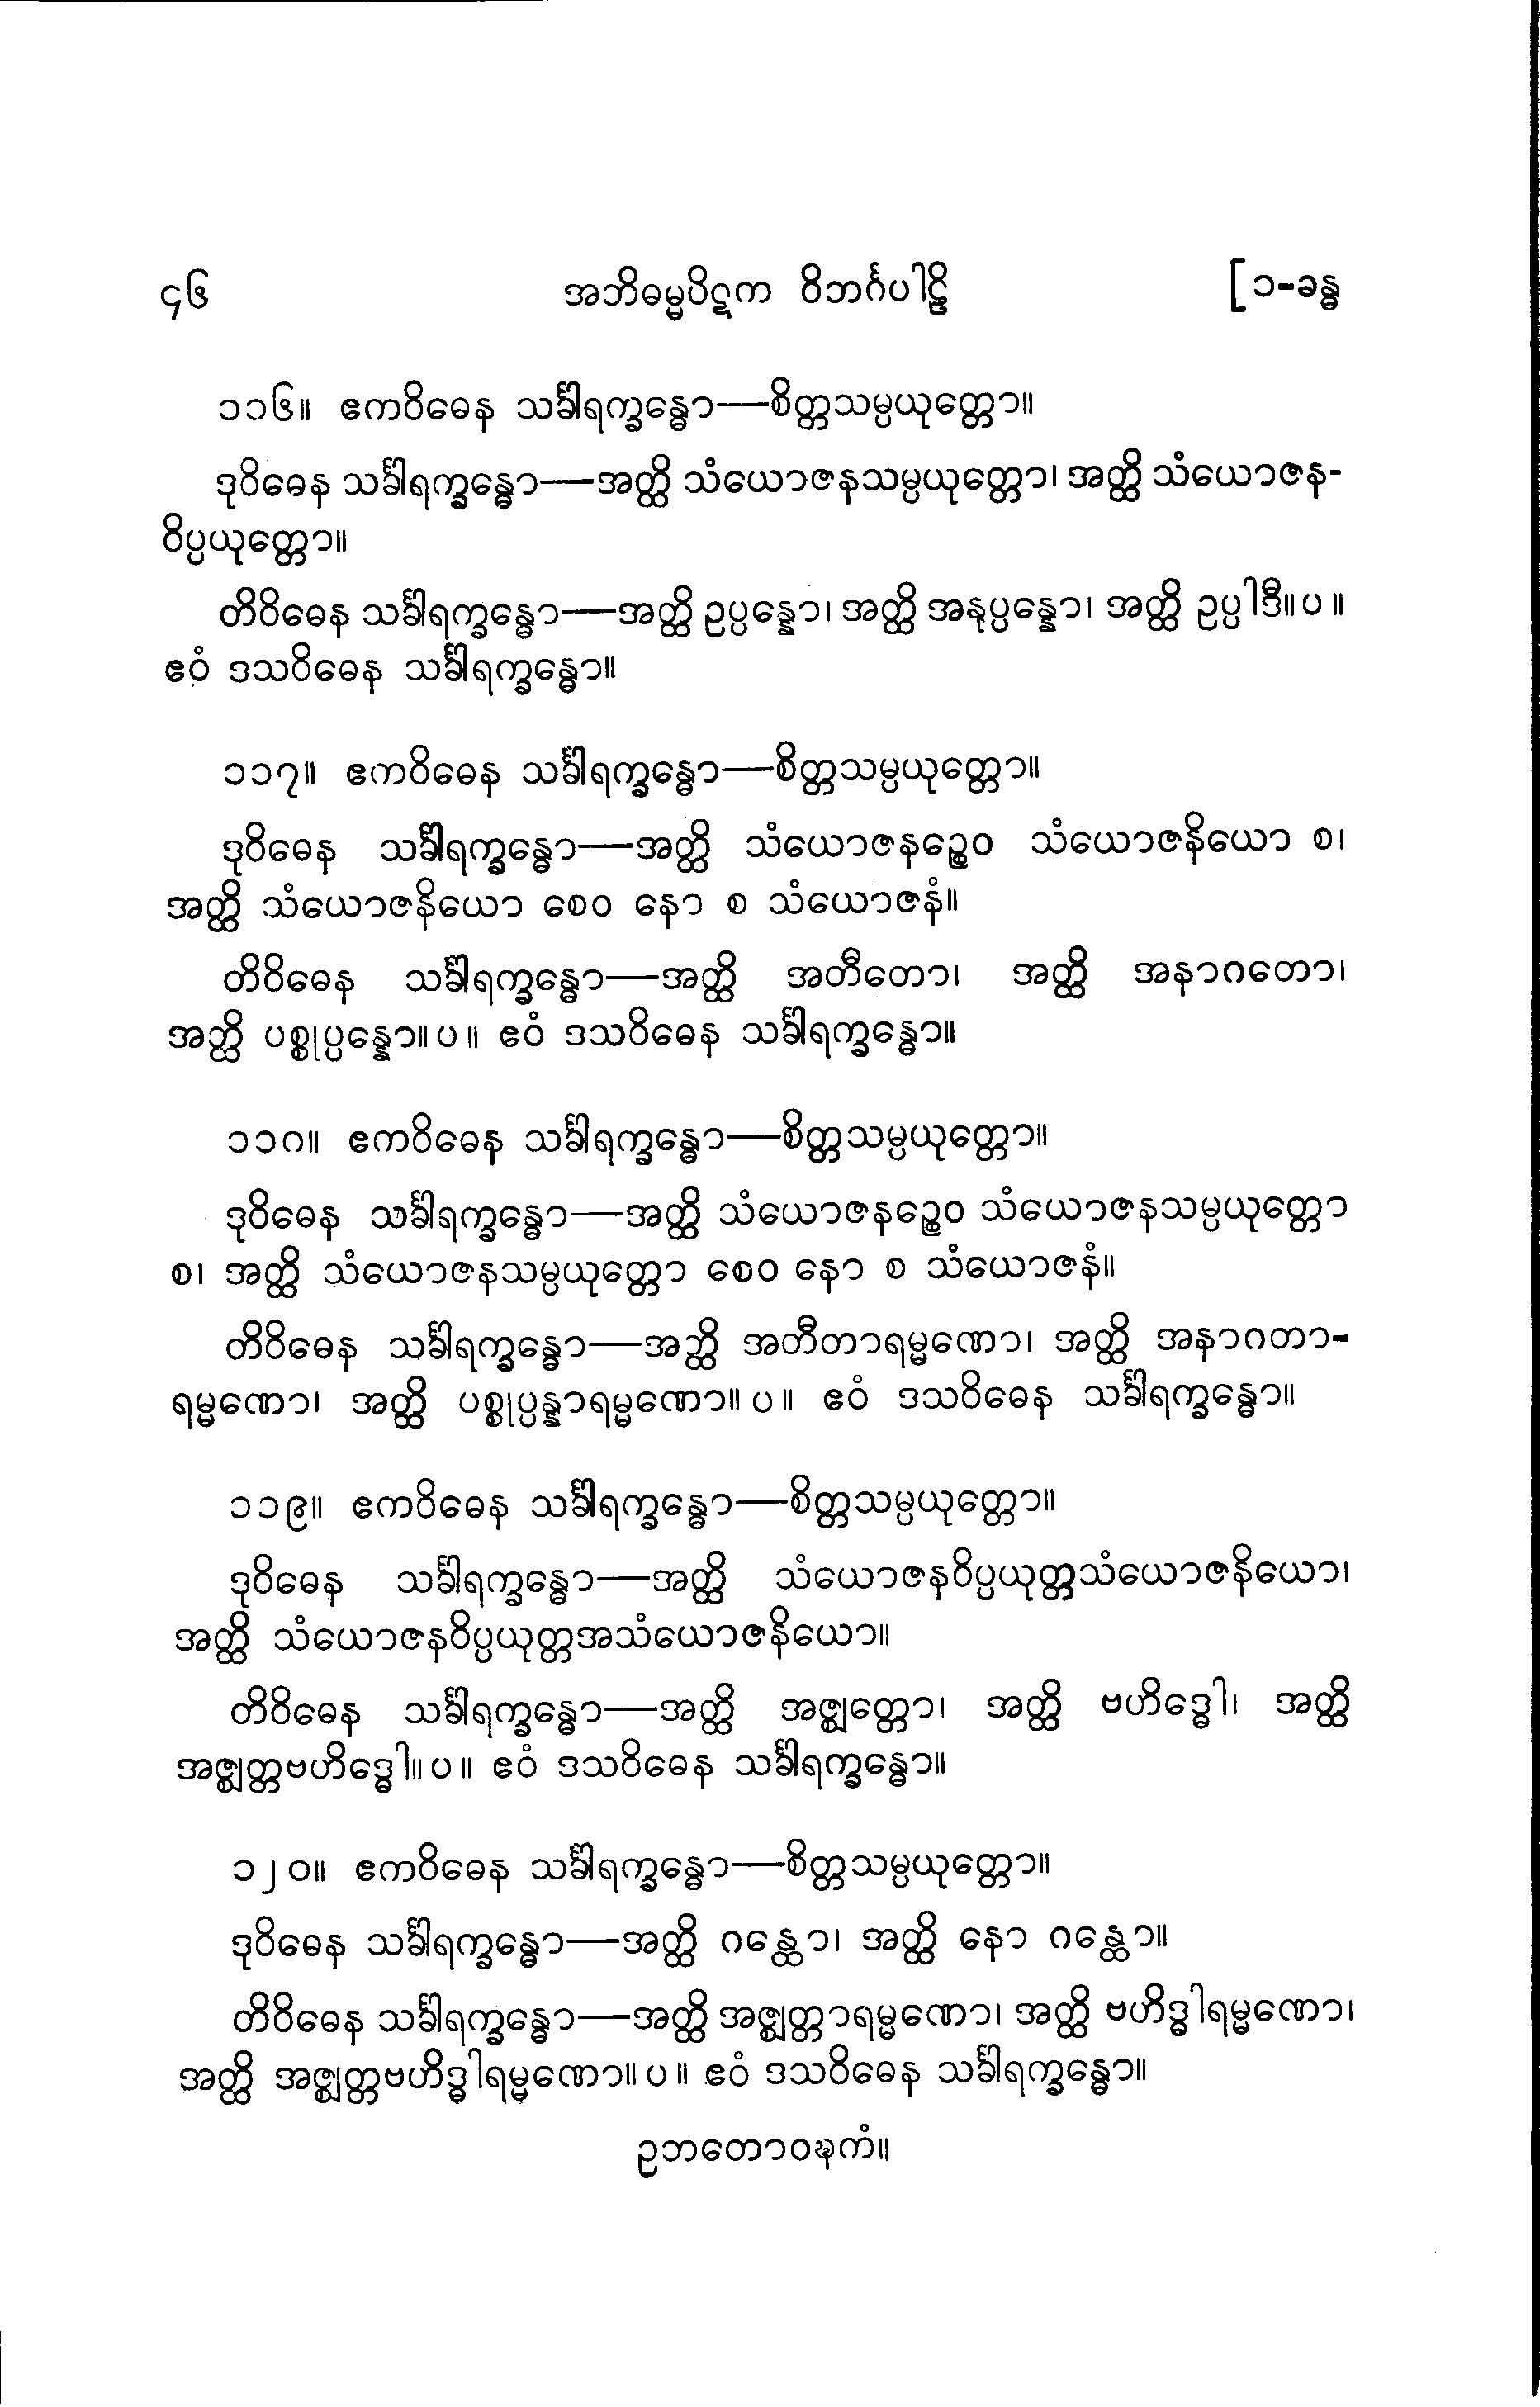 ၄၆ အဘိဓမ္မပိဋက ဝိဘင်္ဂပါဠိ [ ၁-ခန္ဓ
၁၁၆။ ဧကဝိဓေန သင်္ခါရက္ခန္ဓော—စိတ္တသမ္ပယုတ္တော။
ဒုဝိဓေန သင်္ခါရက္ခန္ဓော—အတ္ထိ သံယောဇနသမ္ပယုတ္တော၊ အတ္ထိ သံယောဇန-
ဝိပ္ပယုတ္တော။
တိဝိဓေန သင်္ခါရက္ခန္ဓော—အတ္ထိ ဥပ္ပန္နော၊ အတ္ထိ အနုပ္ပန္နော၊ အတ္ထိ ဥပ္ပါဒီ။ပ။
ဧဝံ ဒသဝိဓေန သင်္ခါရက္ခန္ဓော။
၁၁၇။ ဧကဝိဓေန သင်္ခါရက္ခန္ဓော—စိတ္တသမ္ပယုတ္တော။
ဒုဝိဓေန သင်္ခါရက္ခန္ဓော—အတ္ထိ သံယောဇနဉ္စေဝ သံယောဇနိယော စ၊
အတ္ထိ သံယောဇနိယော စေဝ နော စ သံယောဇနံ။
တိဝိဓေန သင်္ခါရက္ခန္ဓော—အတ္ထိ အတီတော၊ အတ္ထိ အနာဂတော၊
အတ္ထိ ပစ္စုပ္ပန္နော။ပ။ ဧဝံ ဒသဝိဓေန သင်္ခါရက္ခန္ဓော။
၁၁၈။ ဧကဝိဓေန သင်္ခါရက္ခန္ဓော—စိတ္တသမ္ပယုတ္တော။
ဒုဝိဓေန သင်္ခါရက္ခန္ဓော—အတ္ထိ သံယောဇနဉ္စေဝ သံယောဇနသမ္ပယုတ္တော
စ၊ အတ္ထိ သံယောဇနသမ္ပယုတ္တော စေဝ နော စ သံယောဇနံ။
တိဝိဓေန သင်္ခါရက္ခန္ဓော—အတ္ထိ အတီတာရမ္မဏော၊ အတ္ထိ အနာဂတာ-
ရမ္မဏော၊ အတ္ထိ ပစ္စုပ္ပန္နာရမ္မဏော။ပ။ ဧဝံ ဒသဝိဓေန သင်္ခါရက္ခန္ဓော။
၁၁၉။ ဧကဝိဓေန သင်္ခါရက္ခန္ဓော—စိတ္တသမ္ပယုတ္တော။
ဒုဝိဓေန သင်္ခါရက္ခန္ဓော—အတ္ထိ သံယောဇနဝိပ္ပယုတ္တသံယောဇနိယော၊
အတ္ထိ သံယောဇနဝိပ္ပယုတ္တအသံယောဇနိယော။
တိဝိဓေန သင်္ခါရက္ခန္ဓော—အတ္ထိ အဇ္ဈတ္တော၊ အတ္ထိ ဗဟိဒ္ဓေါ၊ အတ္ထိ
အဇ္ဈတ္တဗဟိဒ္ဓေါ။ပ။ ဧဝံ ဒသဝိဓေန သင်္ခါရက္ခန္ဓော။
၁၂၀။ ဧကဝိဓေန သင်္ခါရက္ခန္ဓော—စိတ္တသမ္ပယုတ္တော။
ဒုဝိဓေန သင်္ခါရက္ခန္ဓော—အတ္ထိ ဂန္ထော၊ အတ္ထိ နော ဂန္ထော။
တိဝိဓေန သင်္ခါရက္ခန္ဓော—အတ္ထိ အဇ္ဈတ္တာရမ္မဏော၊ အတ္ထိ ဗဟိဒ္ဓါရမ္မဏော၊
အတ္ထိ အဇ္ဈတ္တဗဟိဒ္ဓါရမ္မဏော။ပ။ ဧဝံ ဒသဝိဓေန သင်္ခါရက္ခန္ဓော။
ဥဘတောဝဍ္ဎကံ။